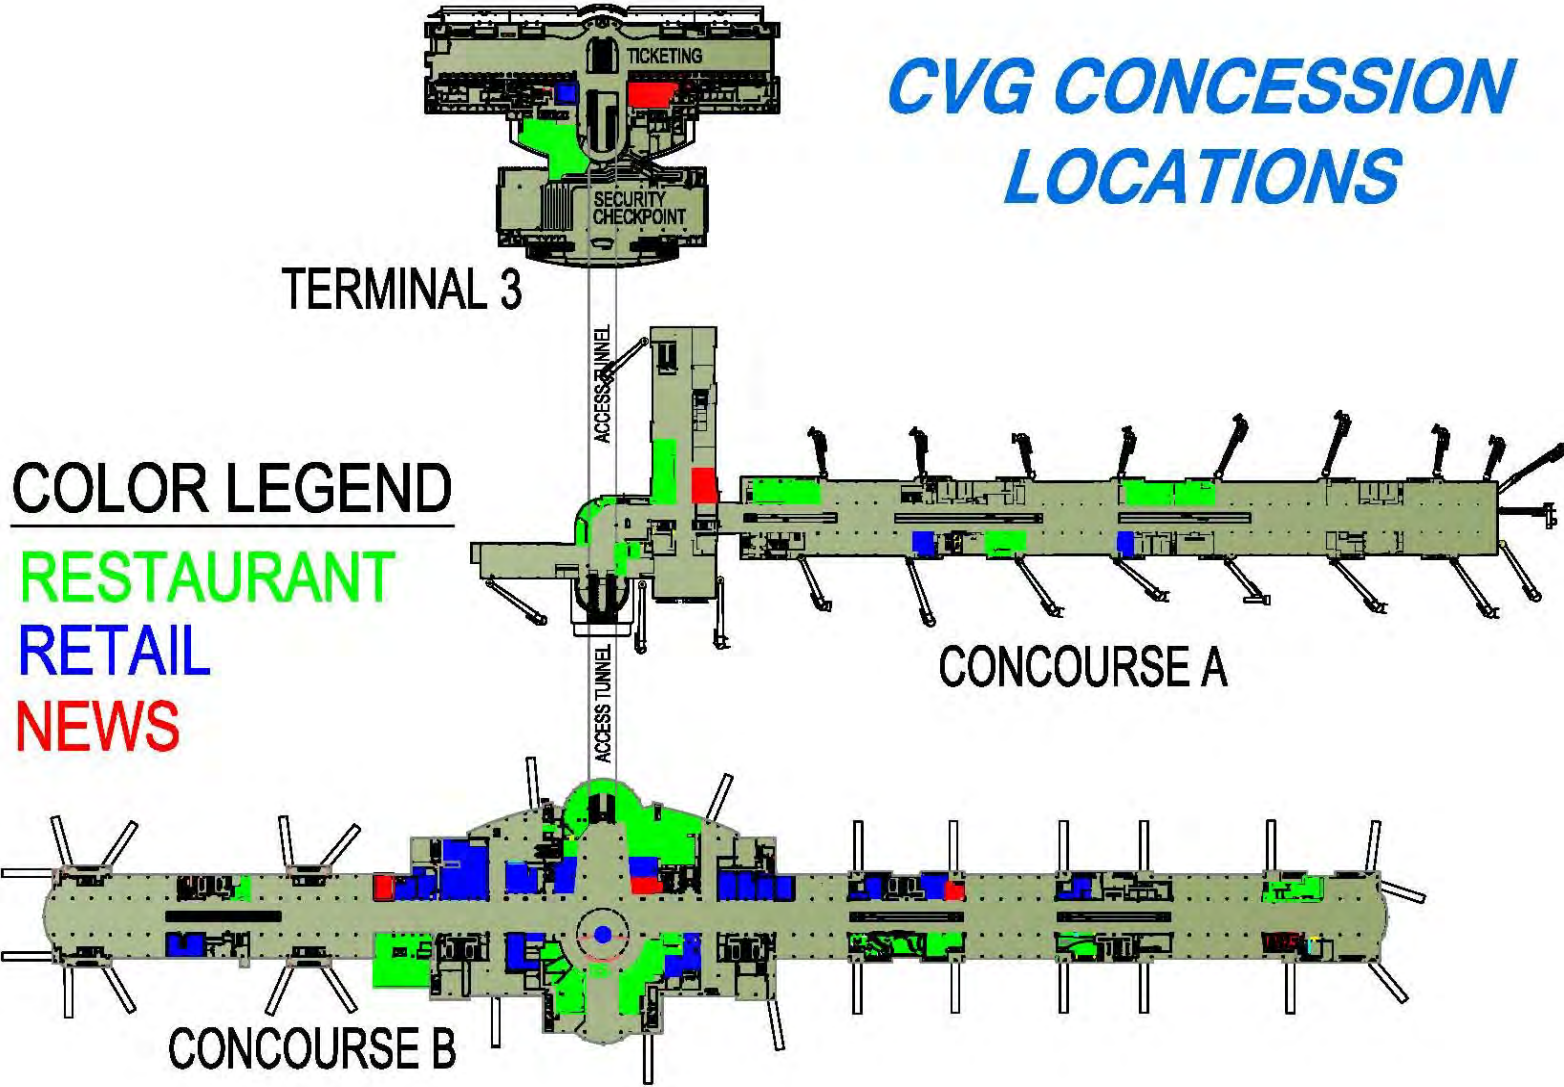 CVG CONCESSION
LOCATIONS
TICKETING
SECURITY
CHECKPOINT
TERMINAL 3
ACCESS TUNNEL
COLOR LEGEND
RESTAURANT
RETAIL
NEWS
CONCOURSE A
ACCESS TUNNEL
CONCOURSE B